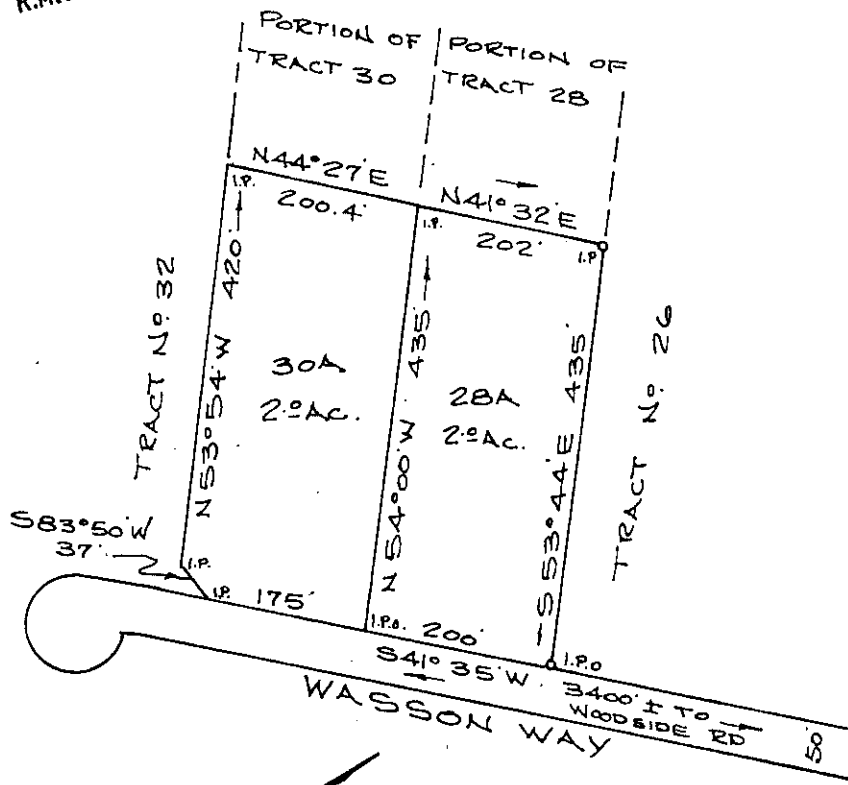 PORTION OF
TRACT 30
PORTION OF
TRACT 28
N44°27'E
200.4'
N41°32'E
202'
I.P.
I.P.
I.P
TRACT No. 32
N53°54'W 420'
30A
2.0 AC.
N54°00'W 435'
28A
2.0 AC.
S53°44'E 435'
TRACT No. 26
S83°50'W
37'
I.P.
I.P.
175'
I.P.o.
200'
I.P.O
S41°35'W
3400' ± TO
WOODSIDE RD
50
WASSON WAY